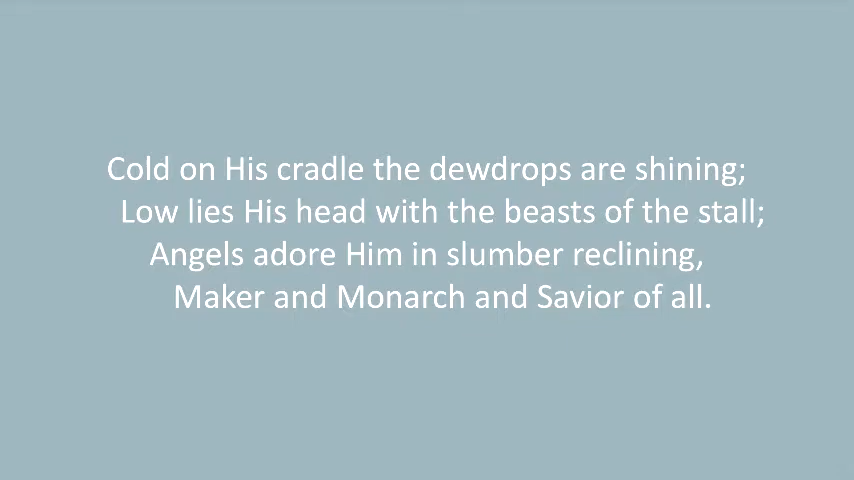 Cold on His cradle the dewdrops are shining;
Low lies His head with the beasts of the stall;
Angels adore Him in slumber reclining,
Maker and Monarch and Savior of all.